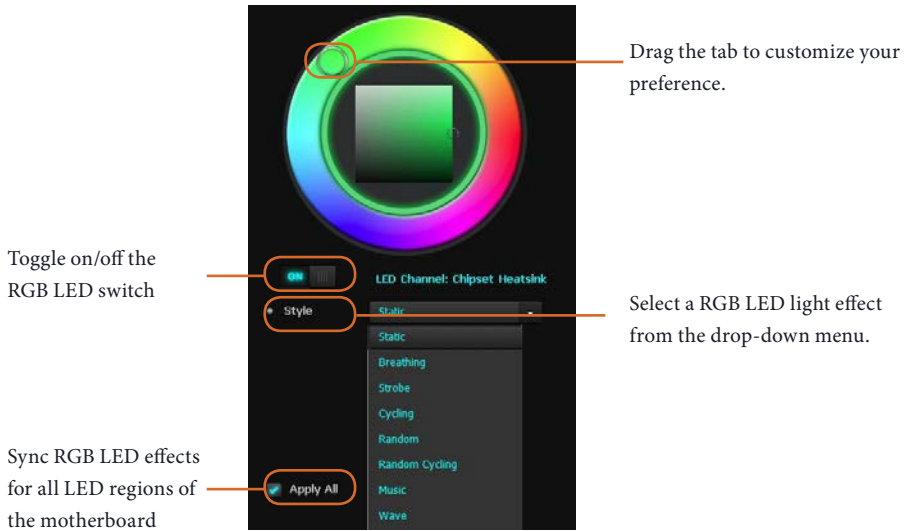 Drag the tab to customize your
preference.
Toggle on/off the
RGB LED switch
ON
LED Channel: Chipset Heatsink
Style
Static
Select a RGB LED light effect
from the drop-down menu.
Static
Breathing
Strobe
Cycling
Random
Random Cycling
Music
Wave
Sync RGB LED effects
for all LED regions of
the motherboard
Apply All